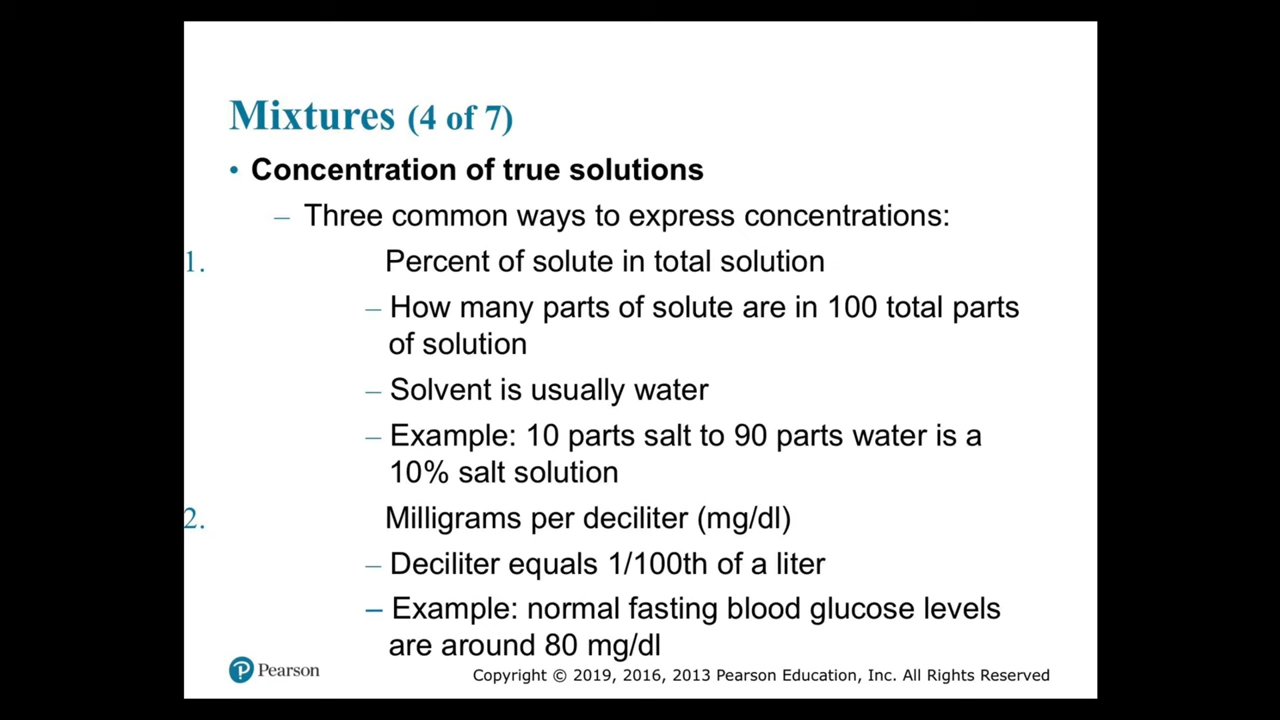 Mixtures (4 of 7)
• Concentration of true solutions
– Three common ways to express concentrations:
1. Percent of solute in total solution
– How many parts of solute are in 100 total parts
of solution
– Solvent is usually water
– Example: 10 parts salt to 90 parts water is a
10% salt solution
2. Milligrams per deciliter (mg/dl)
– Deciliter equals 1/100th of a liter
– Example: normal fasting blood glucose levels
are around 80 mg/dl
P Pearson
Copyright © 2019, 2016, 2013 Pearson Education, Inc. All Rights Reserved